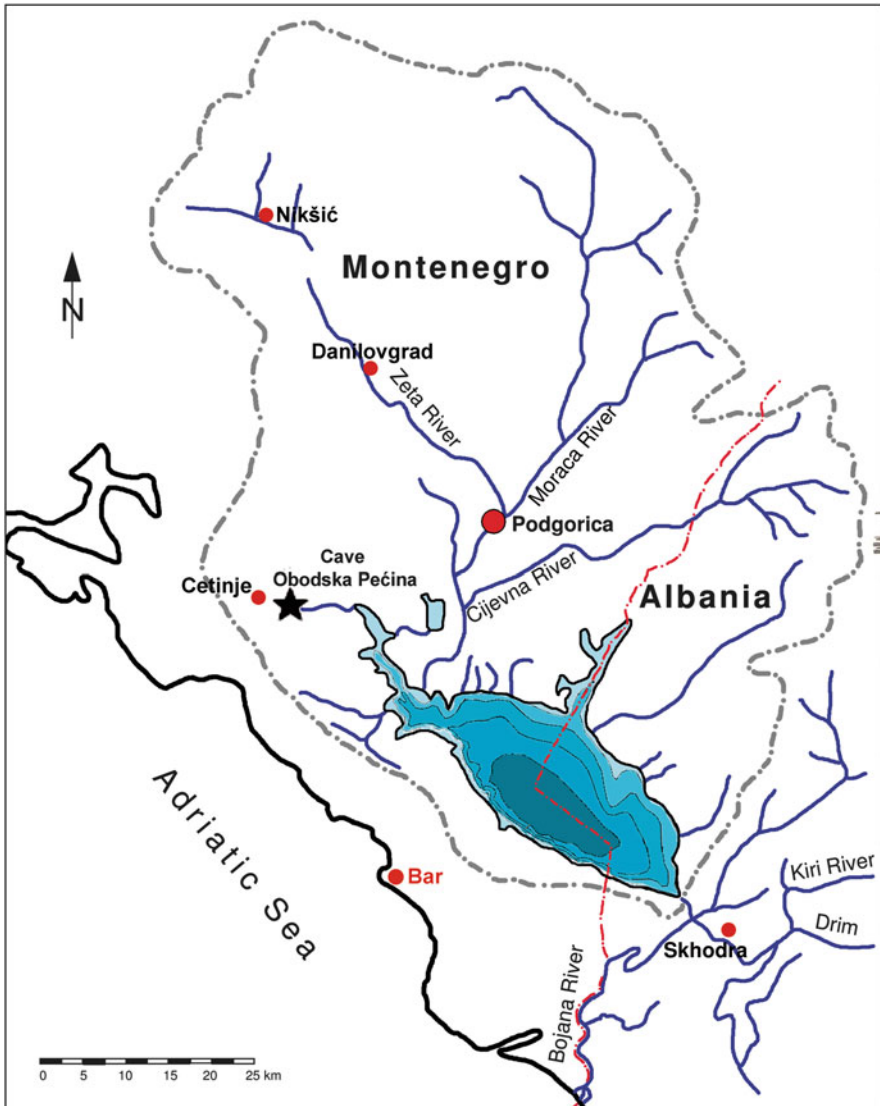 Nikšić
Montenegro
N
Danilovgrad
Zeta River
Moraca River
Podgorica
Cave
Obodska Pećina
Cetinje
Cijevna River
Albania
Adriatic Sea
Bar
Kiri River
Drim
Skhodra
Bojana River
0 5 10 15 20 25 km